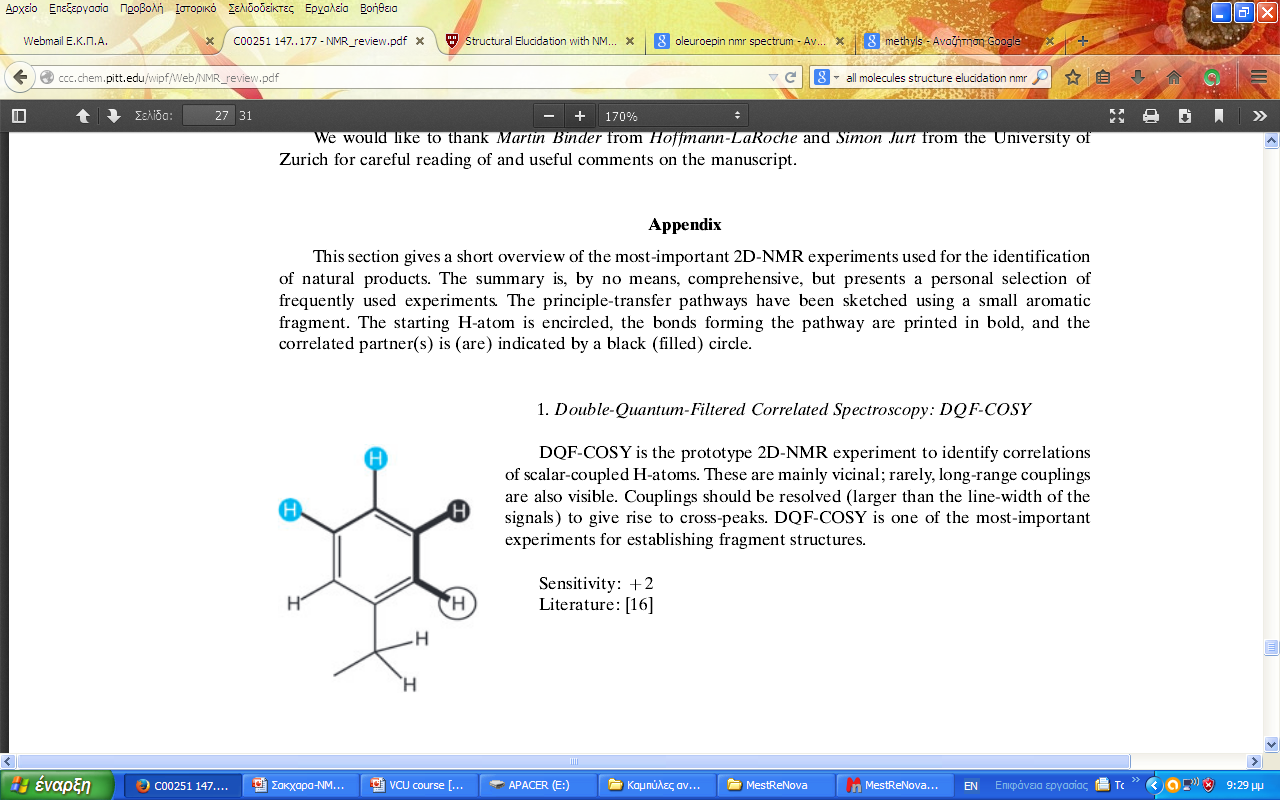 Αρχείο Επεξεργασία Προβολή Ιστορικό Σελιδοδείκτες Εργαλεία Βοήθεια
Webmail Ε.Κ.Π.Α. C00251 147..177 - NMR_review.pdf Structural Elucidation with NM... oleuropein nmr spectrum - Αν... methyls - Αναζήτηση Google
ccc.chem.pitt.edu/wipf/Web/NMR_review.pdf all molecules structure elucidation nmr
Σελίδα: 27 31 170%
We would like to thank Martin Binder from Hoffmann-LaRoche and Simon Jurt from the University of
Zurich for careful reading of and useful comments on the manuscript.
Appendix
This section gives a short overview of the most-important 2D-NMR experiments used for the identification
of natural products. The summary is, by no means, comprehensive, but presents a personal selection of
frequently used experiments. The principle-transfer pathways have been sketched using a small aromatic
fragment. The starting H-atom is encircled, the bonds forming the pathway are printed in bold, and the
correlated partner(s) is (are) indicated by a black (filled) circle.
1. Double-Quantum-Filtered Correlated Spectroscopy: DQF-COSY
DQF-COSY is the prototype 2D-NMR experiment to identify correlations
of scalar-coupled H-atoms. These are mainly vicinal; rarely, long-range couplings
are also visible. Couplings should be resolved (larger than the line-width of the
signals) to give rise to cross-peaks. DQF-COSY is one of the most-important
experiments for establishing fragment structures.
Sensitivity: +2
Literature: [16]
H
H
H
H
H
H
H
έναρξη C00251 147.... Σακχαρα-NM... VCU course [... APACER (E:) Καμπύλες αν... MestReNova MestReNova... EN Επιφάνεια εργασίας 9:29 μμ